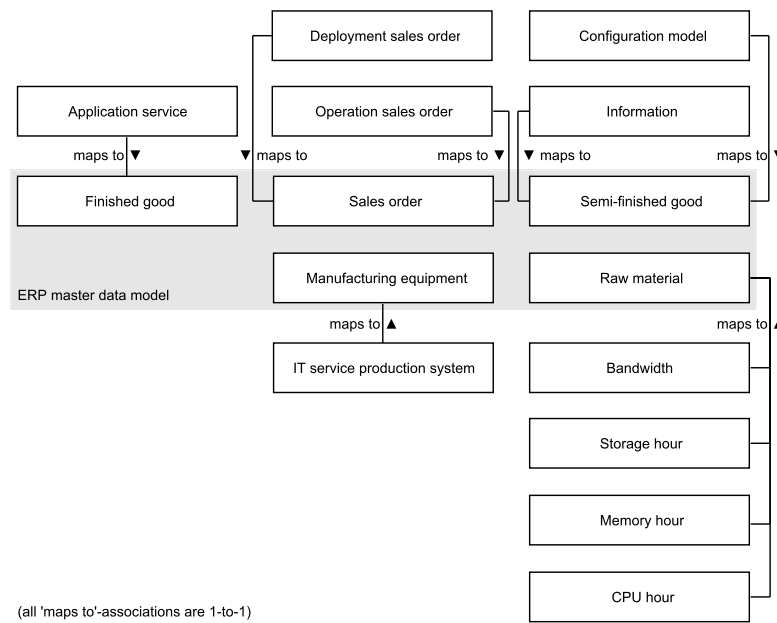 Deployment sales order
Configuration model
Application service
Operation sales order
Information
maps to ▼
▼ maps to
maps to ▼
▼ maps to
maps to ▼
Finished good
Sales order
Semi-finished good
Manufacturing equipment
Raw material
ERP master data model
maps to ▲
maps to ▲
IT service production system
Bandwidth
Storage hour
Memory hour
CPU hour
(all 'maps to'-associations are 1-to-1)